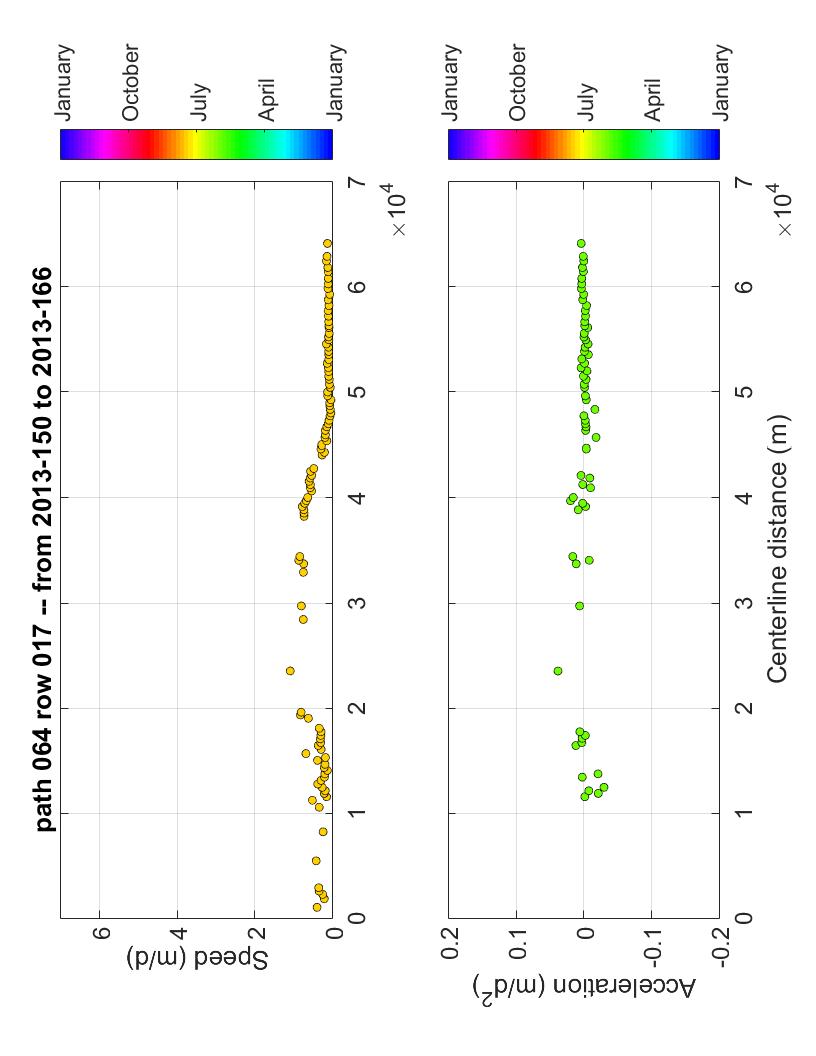 path 064 row 017 -- from 2013-150 to 2013-166
Speed (m/d)
6
4
2
0
0
1
2
3
4
5
6
7
×10⁴
January
October
July
April
January
Acceleration (m/d²)
0.2
0.1
0
-0.1
-0.2
0
1
2
3
4
5
6
7
×10⁴
Centerline distance (m)
January
October
July
April
January